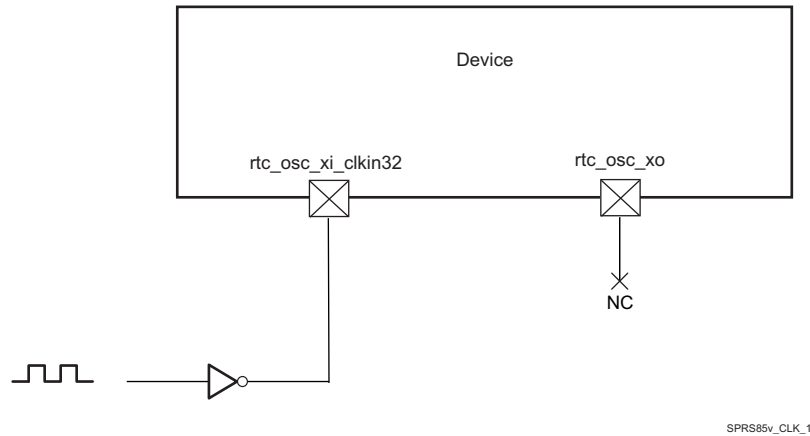 Device
rtc_osc_xi_clkin32
rtc_osc_xo
NC
SPRS85v_CLK_1